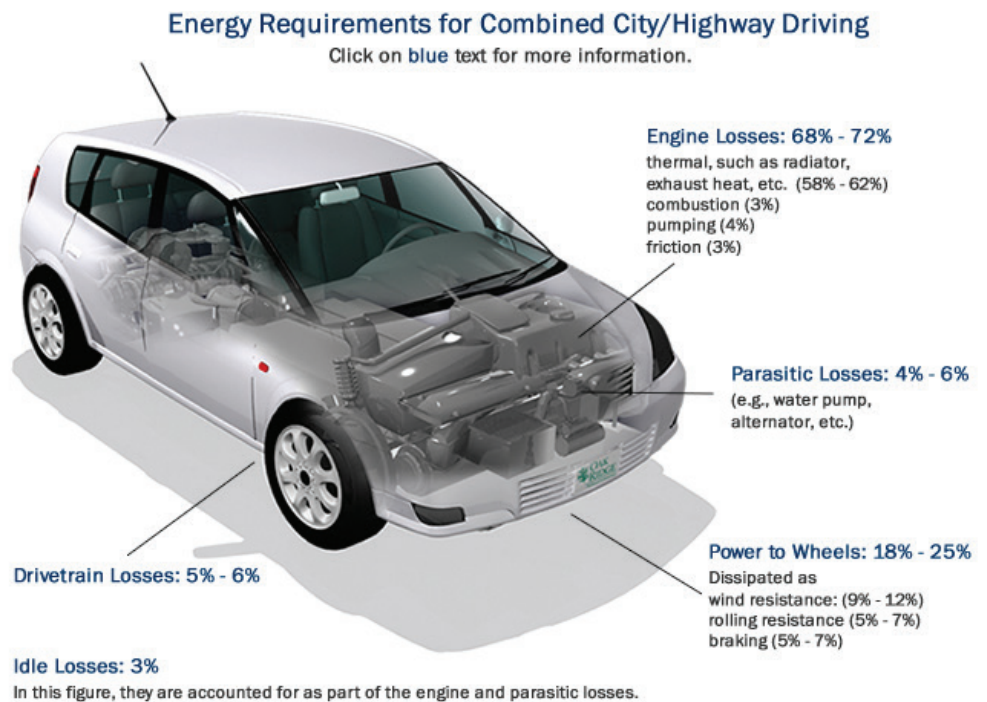 Energy Requirements for Combined City/Highway Driving
Click on blue text for more information.
Engine Losses: 68% - 72%
thermal, such as radiator,
exhaust heat, etc. (58% - 62%)
combustion (3%)
pumping (4%)
friction (3%)
Parasitic Losses: 4% - 6%
(e.g., water pump,
alternator, etc.)
OAK
RIDGE
Power to Wheels: 18% - 25%
Dissipated as
wind resistance: (9% - 12%)
rolling resistance (5% - 7%)
braking (5% - 7%)
Drivetrain Losses: 5% - 6%
Idle Losses: 3%
In this figure, they are accounted for as part of the engine and parasitic losses.